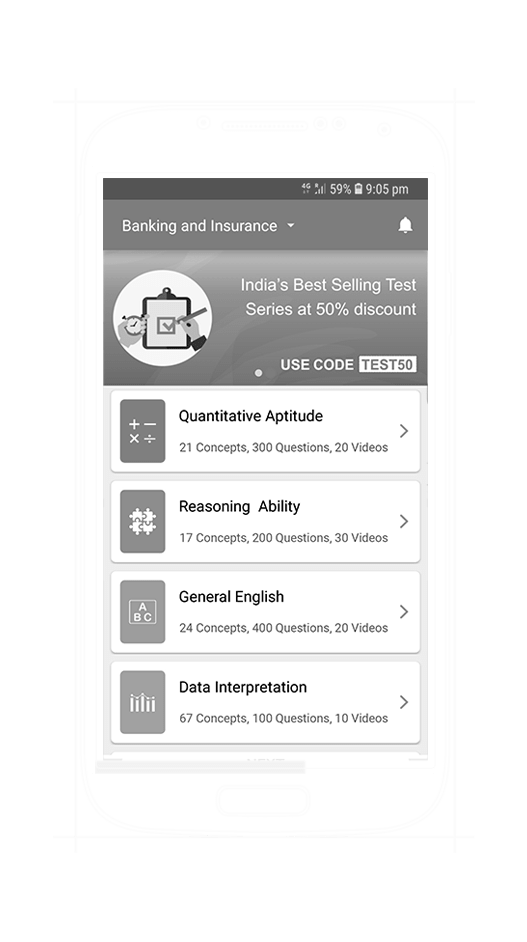 4G 59% 9:05 pm
Banking and Insurance
India's Best Selling Test
Series at 50% discount
USE CODE TEST50
Quantitative Aptitude
21 Concepts, 300 Questions, 20 Videos
Reasoning  Ability
17 Concepts, 200 Questions, 30 Videos
A
B C
General English
24 Concepts, 400 Questions, 20 Videos
Data Interpretation
67 Concepts, 100 Questions, 10 Videos